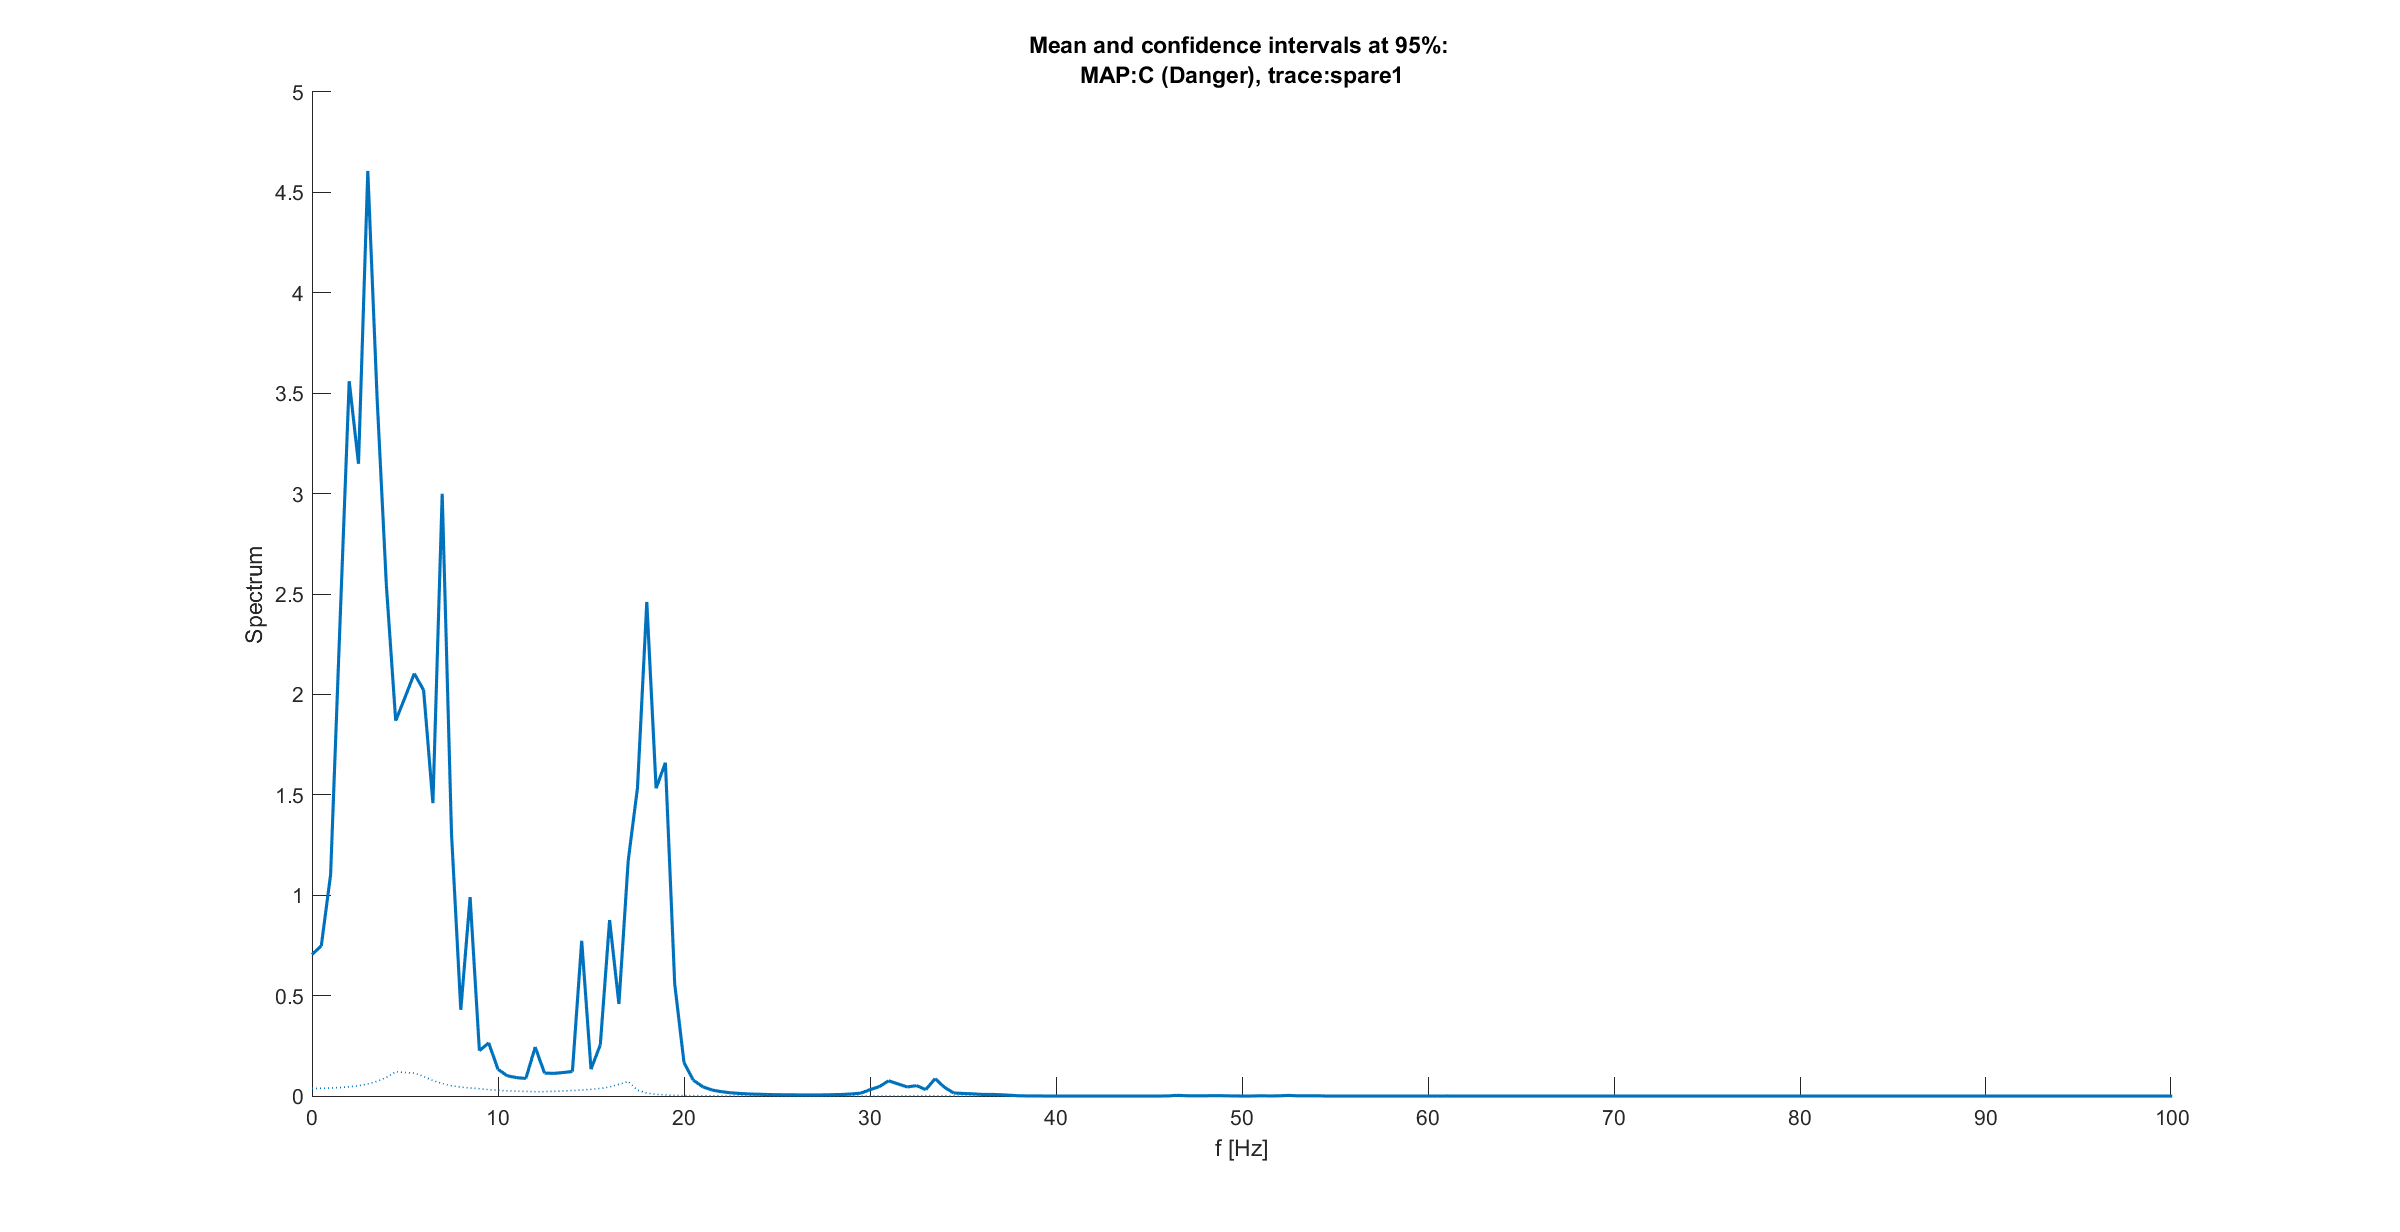 Mean and confidence intervals at 95%:
MAP:C (Danger), trace:spare1
5
4.5
4
3.5
3
2.5
2
1.5
1
0.5
0
Spectrum
0 10 20 30 40 50 60 70 80 90 100
f [Hz]